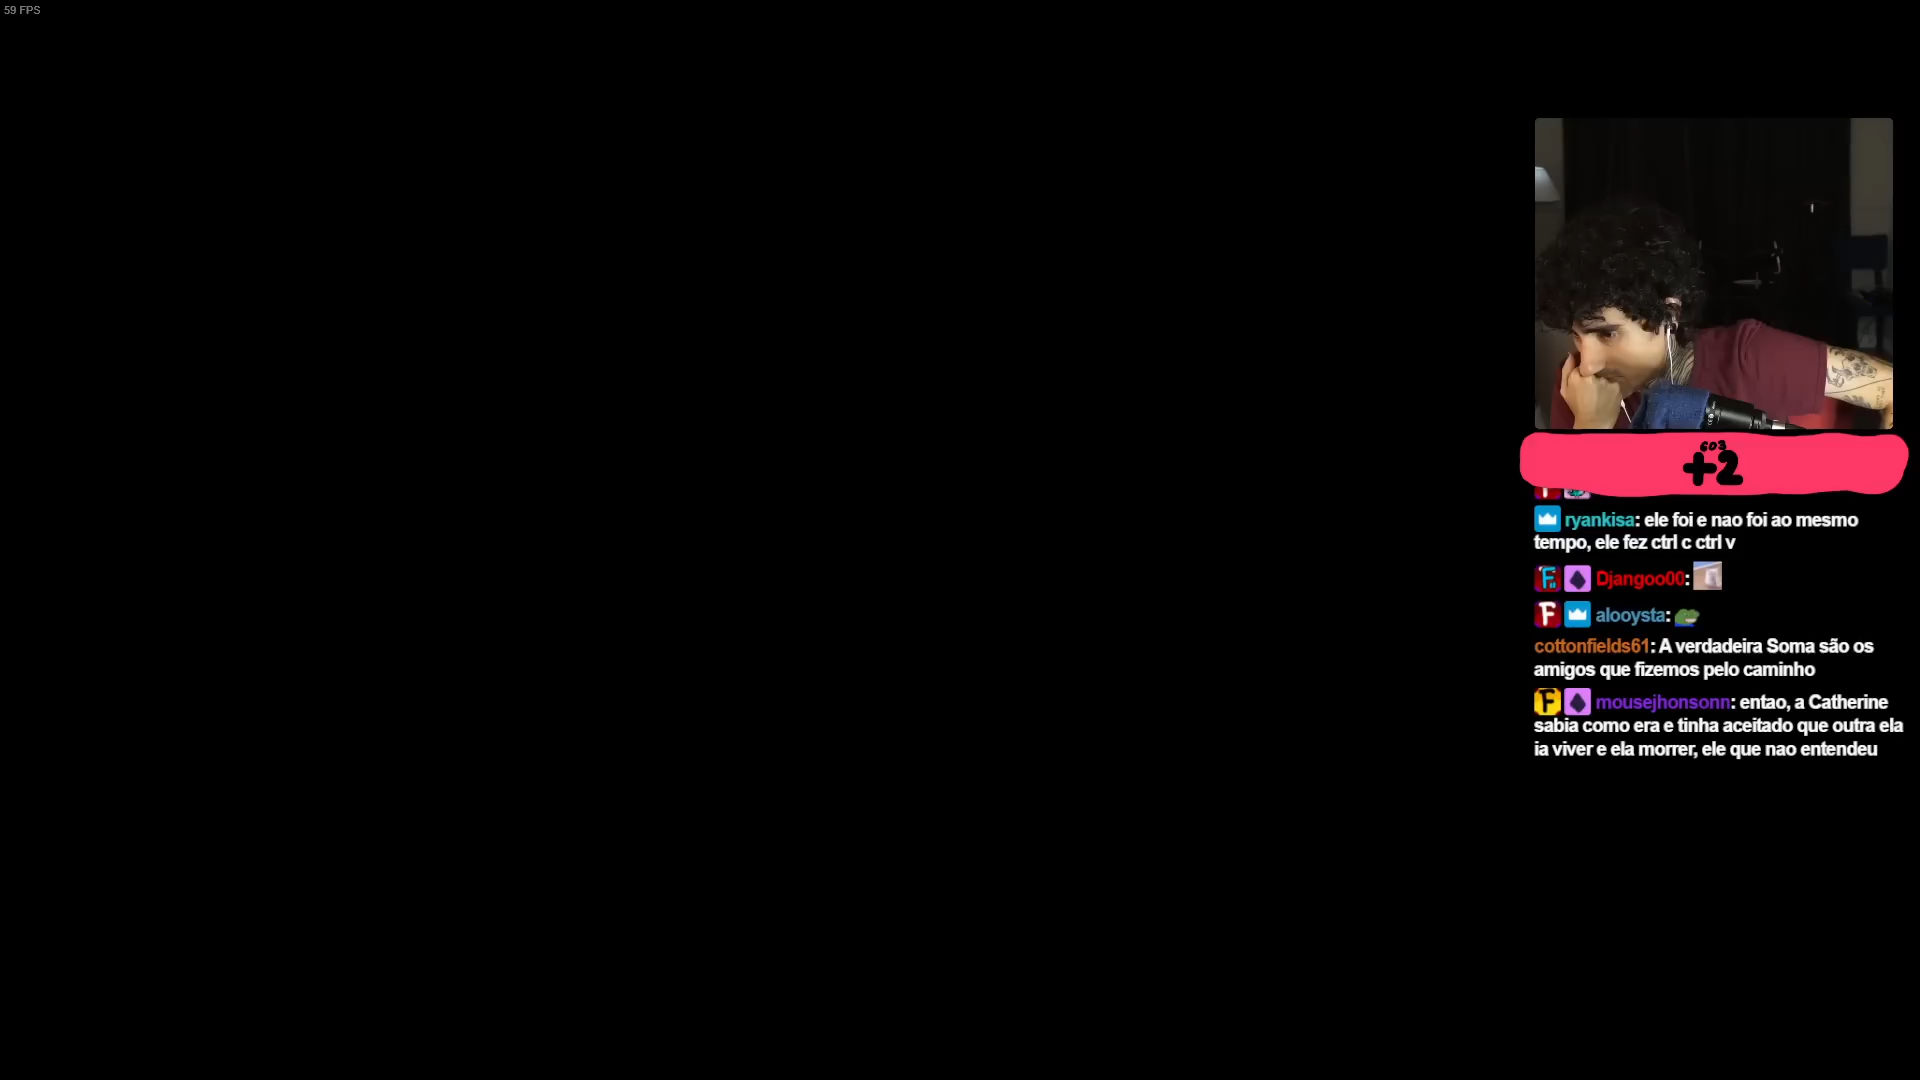 59 FPS
603
+2
ryankisa: ele foi e nao foi ao mesmo
tempo, ele fez ctrl c ctrl v
Djangoo00:
alooysta:
cottonfields61: A verdadeira Soma são os
amigos que fizemos pelo caminho
mousejhonsonn: entao, a Catherine
sabia como era e tinha aceitado que outra ela
ia viver e ela morrer, ele que nao entendeu